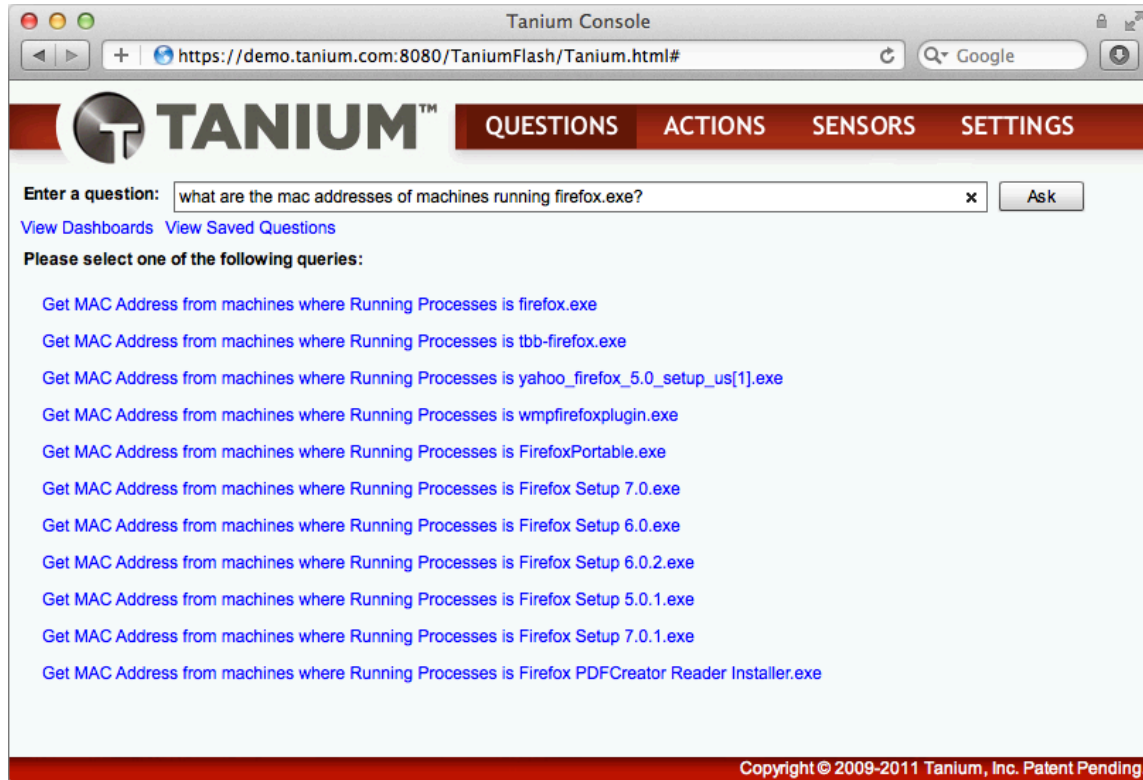 Tanium Console
https://demo.tanium.com:8080/TaniumFlash/Tanium.html#
Google
TANIUM™
QUESTIONS ACTIONS SENSORS SETTINGS
Enter a question: what are the mac addresses of machines running firefox.exe? × Ask
View Dashboards View Saved Questions
Please select one of the following queries:
Get MAC Address from machines where Running Processes is firefox.exe
Get MAC Address from machines where Running Processes is tbb-firefox.exe
Get MAC Address from machines where Running Processes is yahoo_firefox_5.0_setup_us[1].exe
Get MAC Address from machines where Running Processes is wmpfirefoxplugin.exe
Get MAC Address from machines where Running Processes is FirefoxPortable.exe
Get MAC Address from machines where Running Processes is Firefox Setup 7.0.exe
Get MAC Address from machines where Running Processes is Firefox Setup 6.0.exe
Get MAC Address from machines where Running Processes is Firefox Setup 6.0.2.exe
Get MAC Address from machines where Running Processes is Firefox Setup 5.0.1.exe
Get MAC Address from machines where Running Processes is Firefox Setup 7.0.1.exe
Get MAC Address from machines where Running Processes is Firefox PDFCreator Reader Installer.exe
Copyright © 2009-2011 Tanium, Inc. Patent Pending